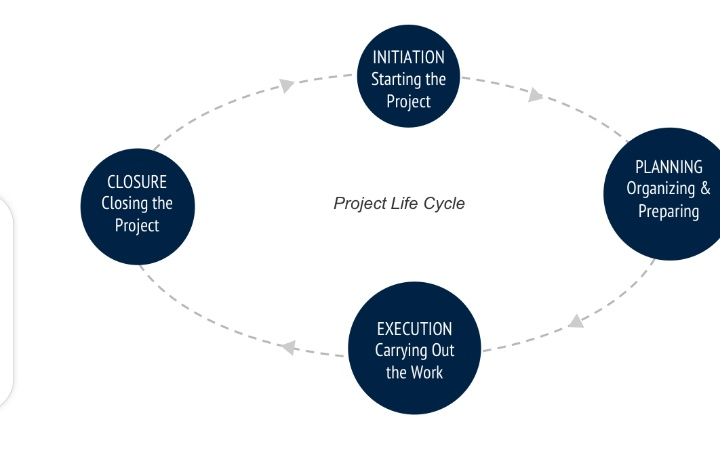 INITIATION
Starting the
Project
PLANNING
Organizing &
Preparing
CLOSURE
Closing the
Project
Project Life Cycle
EXECUTION
Carrying Out
the Work